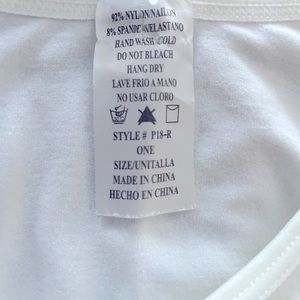 92% NYLON/NAILON
8% SPANDEX/ELASTANO
HAND WASH COLD
DO NOT BLEACH
HANG DRY
LAVE FRIO A MANO
NO USAR CLORO
STYLE # P18-R
ONE
SIZE/UNITALLA
MADE IN CHINA
HECHO EN CHINA